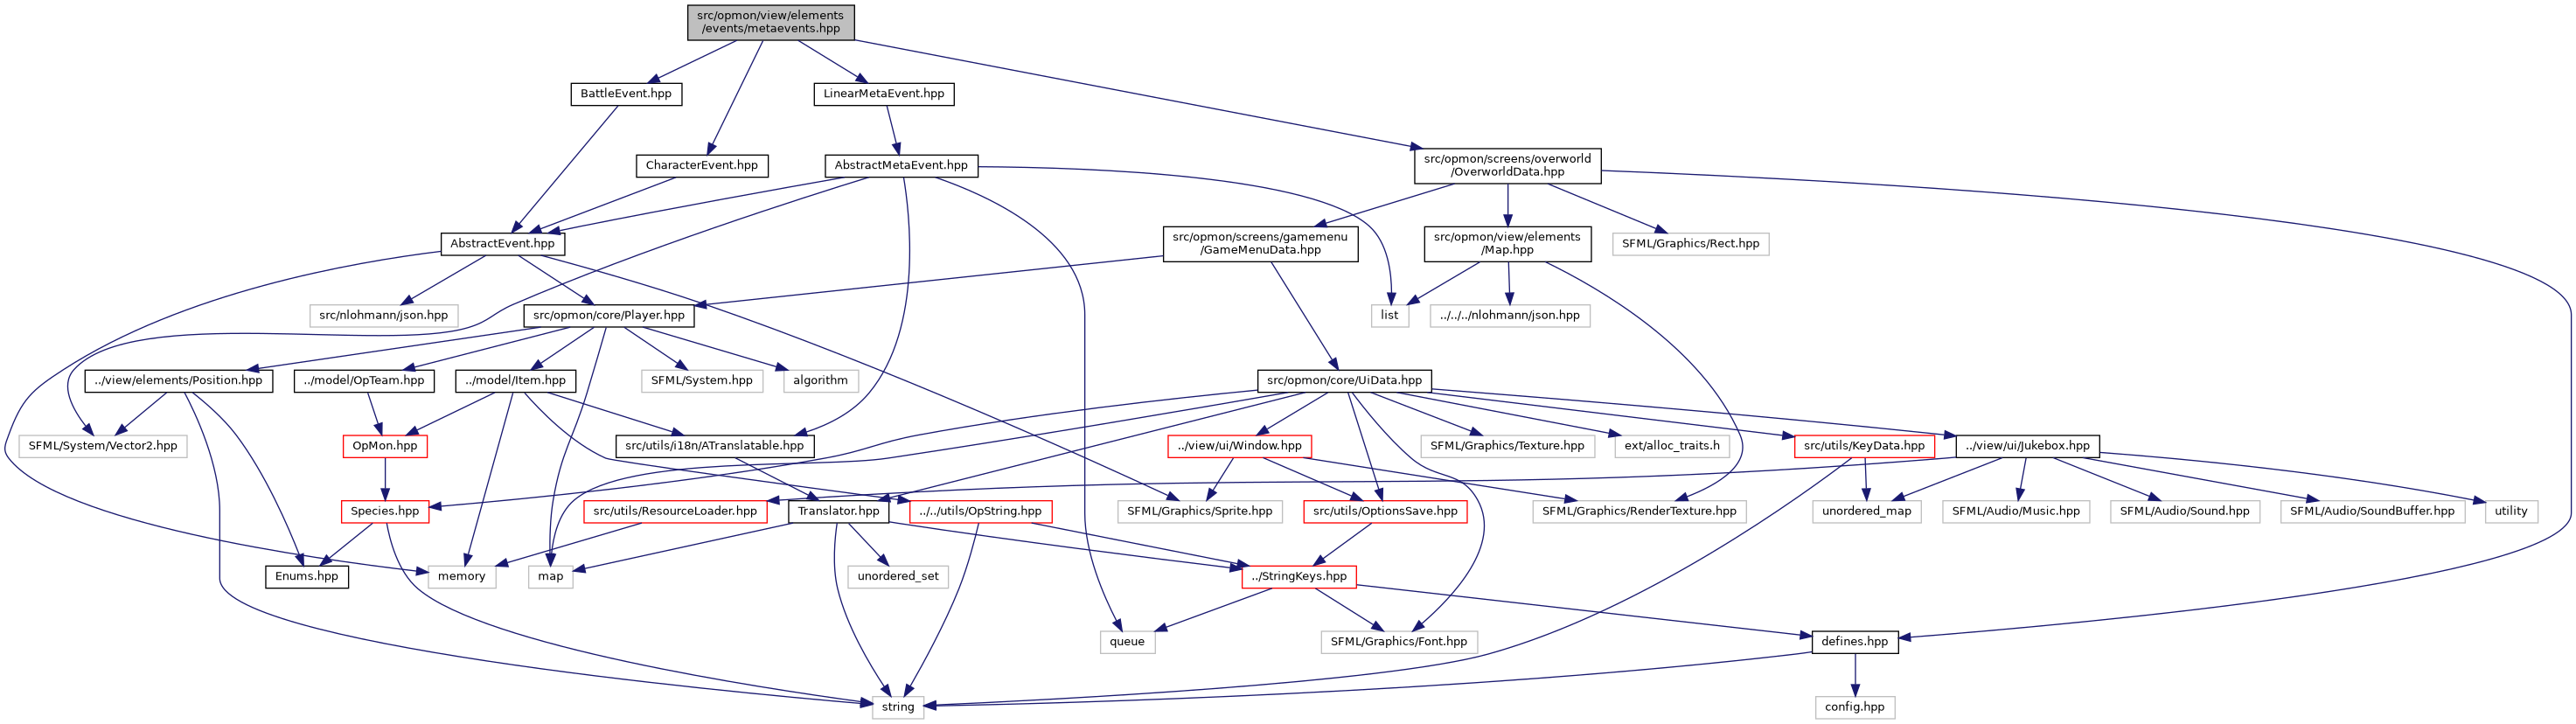 src/opmon/view/elements
/events/metaevents.hpp
BattleEvent.hpp
LinearMetaEvent.hpp
CharacterEvent.hpp
AbstractMetaEvent.hpp
src/opmon/screens/overworld
/OverworldData.hpp
AbstractEvent.hpp
src/opmon/screens/gamemenu
/GameMenuData.hpp
src/opmon/view/elements
/Map.hpp
SFML/Graphics/Rect.hpp
src/nlohmann/json.hpp
src/opmon/core/Player.hpp
list
../../../nlohmann/json.hpp
../view/elements/Position.hpp
../model/OpTeam.hpp
../model/Item.hpp
SFML/System.hpp
algorithm
src/opmon/core/UiData.hpp
SFML/System/Vector2.hpp
OpMon.hpp
src/utils/i18n/ATranslatable.hpp
../view/ui/Window.hpp
SFML/Graphics/Texture.hpp
ext/alloc_traits.h
src/utils/KeyData.hpp
../view/ui/Jukebox.hpp
Species.hpp
src/utils/ResourceLoader.hpp
Translator.hpp
../../utils/OpString.hpp
SFML/Graphics/Sprite.hpp
src/utils/OptionsSave.hpp
SFML/Graphics/RenderTexture.hpp
unordered_map
SFML/Audio/Music.hpp
SFML/Audio/Sound.hpp
SFML/Audio/SoundBuffer.hpp
utility
Enums.hpp
memory
map
unordered_set
../StringKeys.hpp
queue
SFML/Graphics/Font.hpp
defines.hpp
string
config.hpp